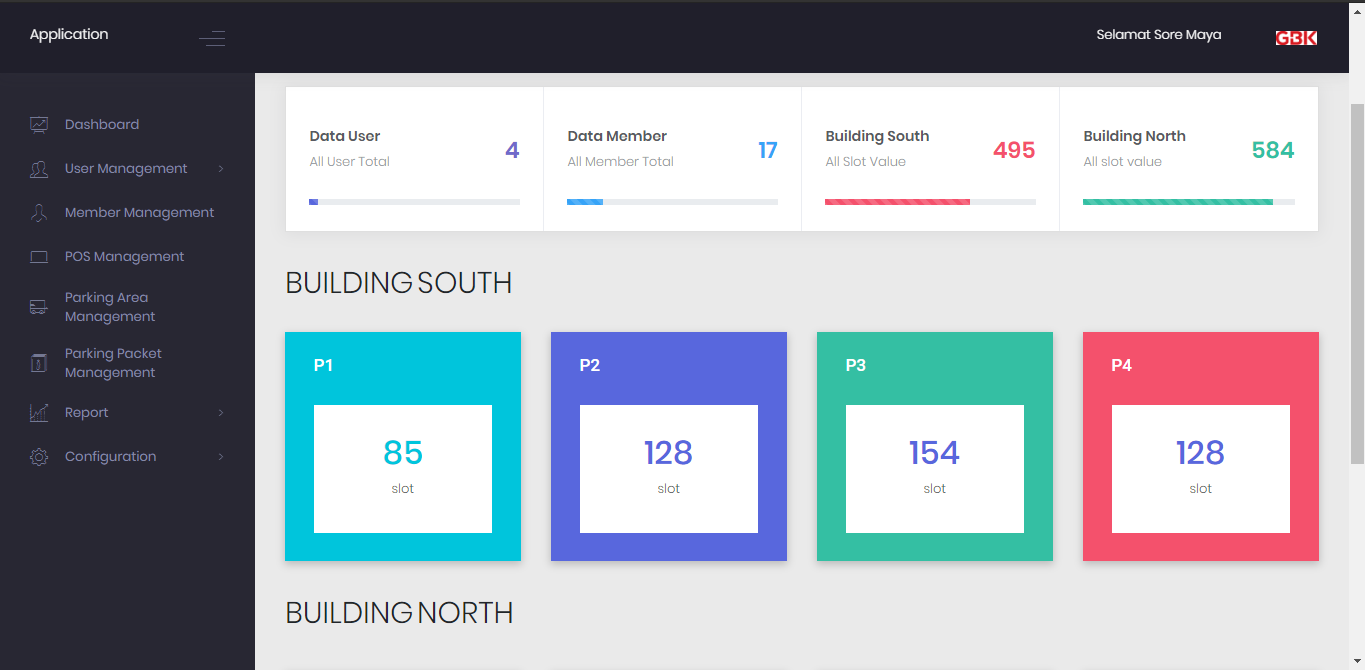 Application
Selamat Sore Maya
GBK
Dashboard
User Management
Member Management
POS Management
Parking Area
Management
Parking Packet
Management
Report
Configuration
Data User
All User Total
4
Data Member
All Member Total
17
Building South
All Slot Value
495
Building North
All slot value
584
BUILDING SOUTH
P1
85
slot
P2
128
slot
P3
154
slot
P4
128
slot
BUILDING NORTH